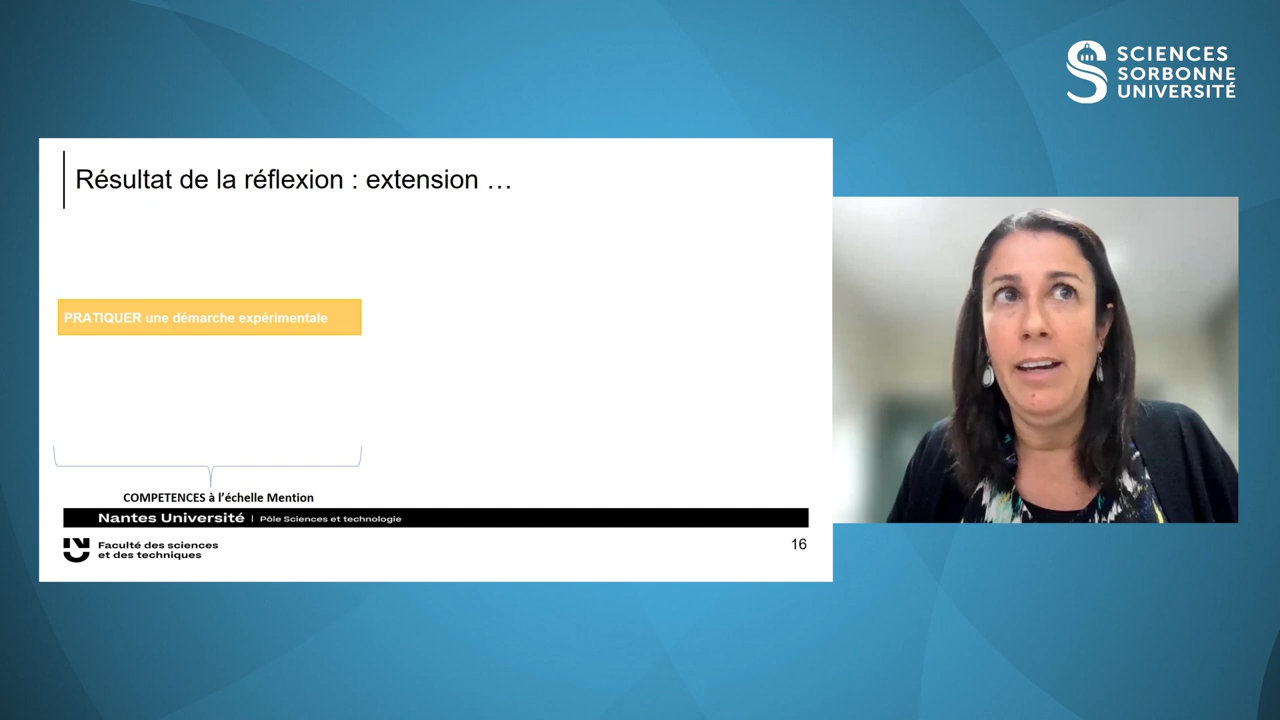 SCIENCES
SORBONNE
UNIVERSITÉ
Résultat de la réflexion : extension …
PRATIQUER une démarche expérimentale
COMPETENCES à l'échelle Mention
Nantes Université | Pôle Sciences et technologie
Faculté des sciences
et des techniques
16